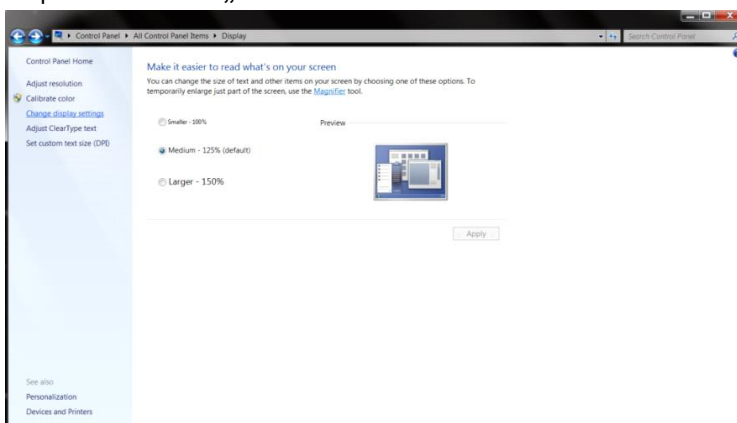 Control Panel ▸ All Control Panel Items ▸ Display
Search Control Panel
Control Panel Home
Adjust resolution
Calibrate color
Change display settings
Adjust ClearType text
Set custom text size (DPI)
Make it easier to read what's on your screen
You can change the size of text and other items on your screen by choosing one of these options. To
temporarily enlarge just part of the screen, use the Magnifier tool.
Smaller - 100%
Preview
Medium - 125% (default)
Larger - 150%
Apply
See also
Personalization
Devices and Printers